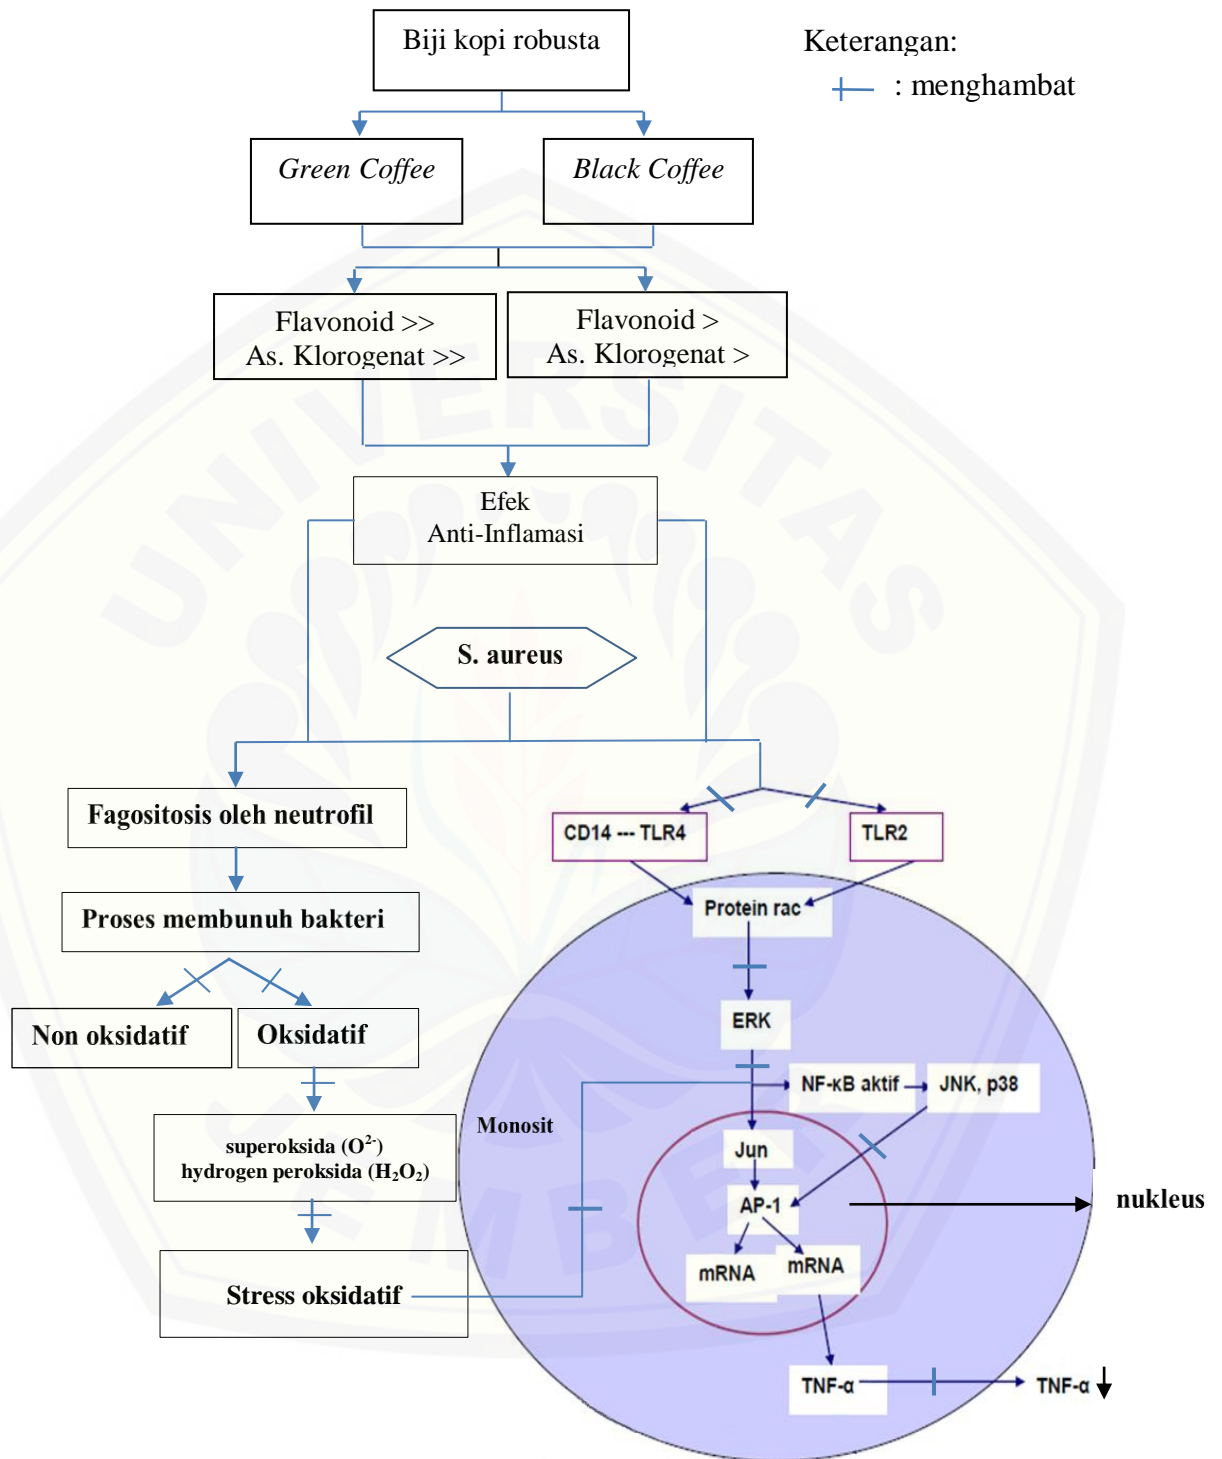 Biji kopi robusta
Keterangan:
: menghambat
Green Coffee
Black Coffee
Flavonoid >>
As. Klorogenat >>
Flavonoid >
As. Klorogenat >
Efek
Anti-Inflamasi
S. aureus
Fagositosis oleh neutrofil
CD14 --- TLR4
TLR2
Proses membunuh bakteri
Protein rac
Non oksidatif
Oksidatif
ERK
NF-κB aktif
JNK, p38
superoksida (O²⁻)
hydrogen peroksida (H₂O₂)
Monosit
Jun
AP-1
nukleus
mRNA
mRNA
Stress oksidatif
TNF-α
TNF-α
UNIVERSITAS
JEMBER